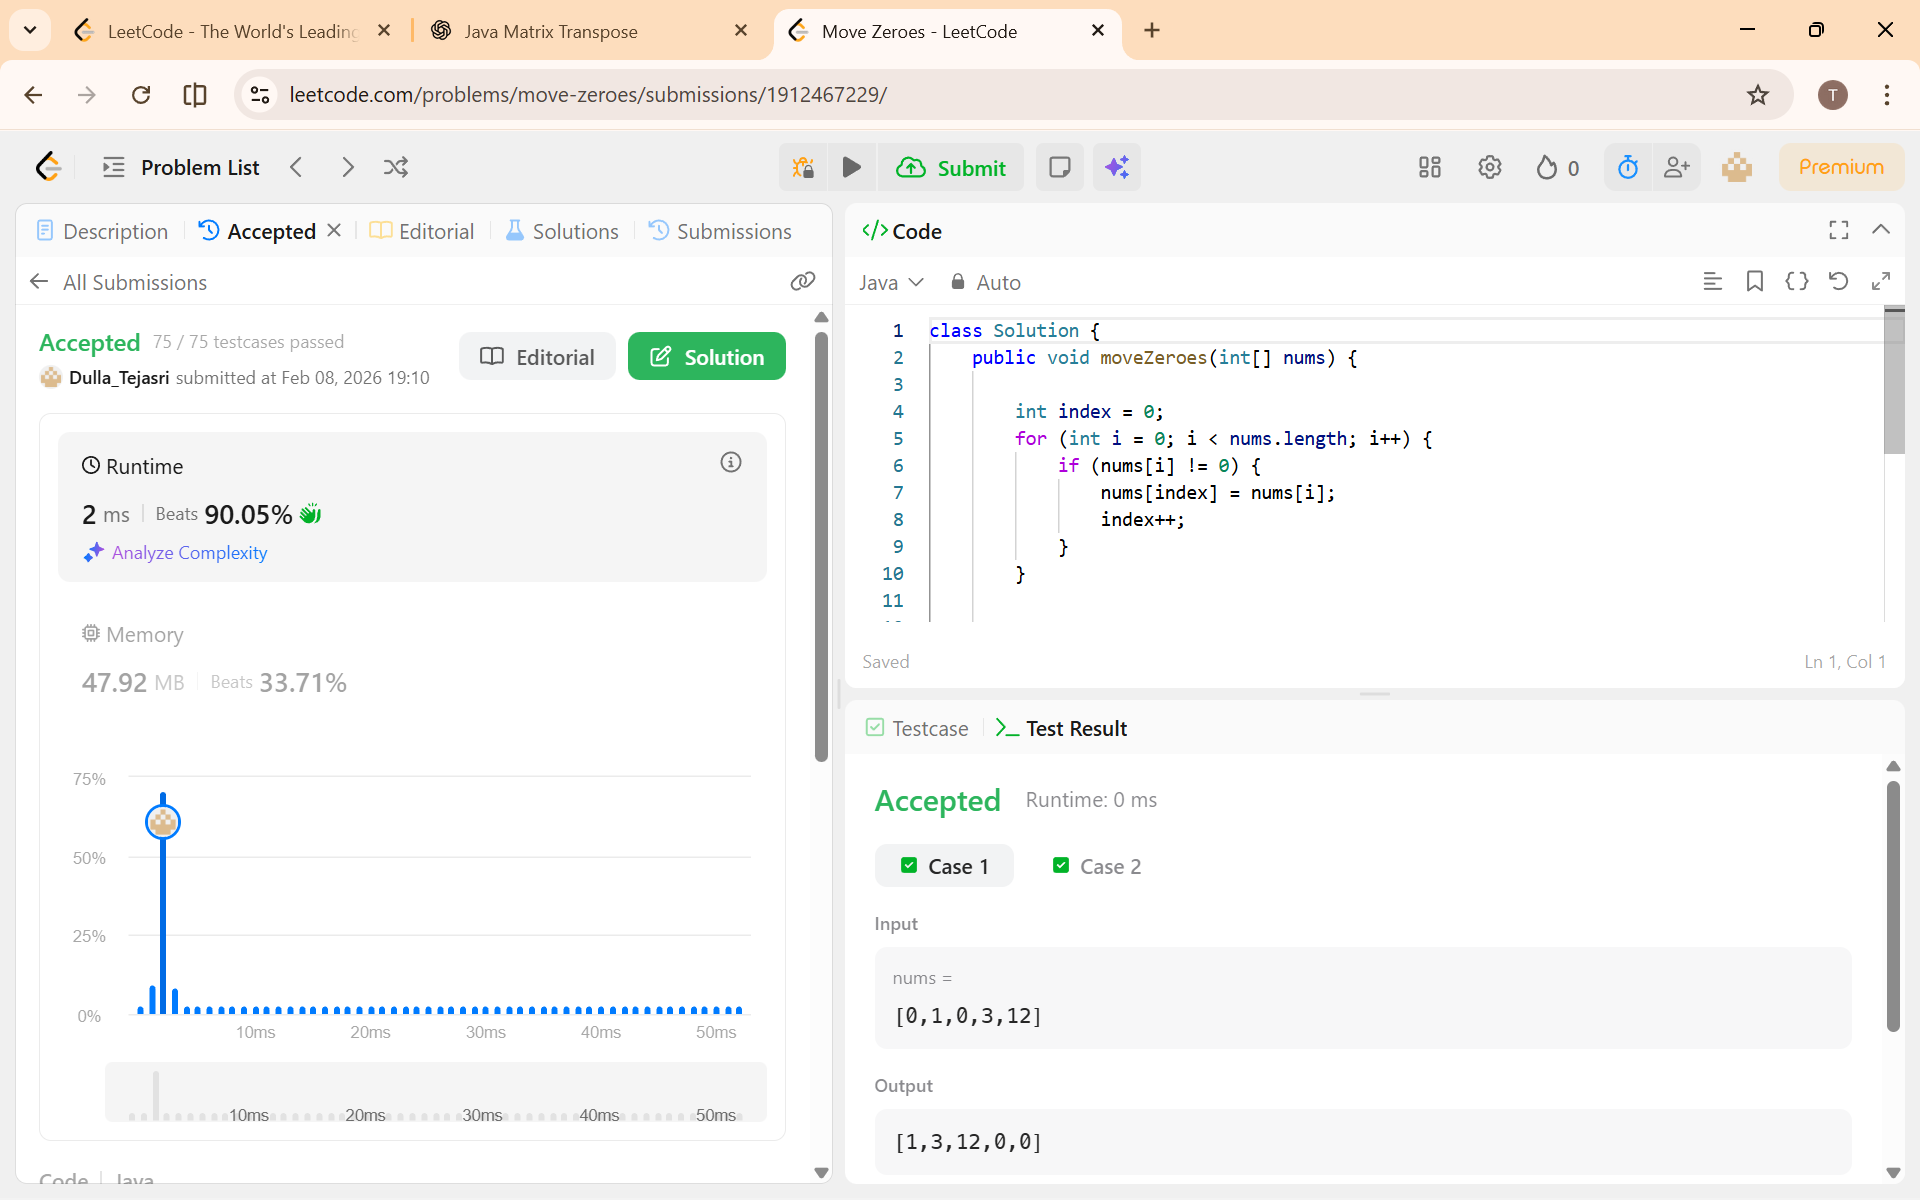 LeetCode - The World's Leading
Java Matrix Transpose
Move Zeroes - LeetCode
leetcode.com/problems/move-zeroes/submissions/1912467229/
T
Problem List
Submit
0
Premium
Description
Accepted
Editorial
Solutions
Submissions
All Submissions
Accepted 75 / 75 testcases passed
Dulla_Tejasri submitted at Feb 08, 2026 19:10
Editorial
Solution
Runtime
2 ms Beats 90.05%
Analyze Complexity
Memory
47.92 MB Beats 33.71%
75%
50%
25%
0%
10ms 20ms 30ms 40ms 50ms
10ms 20ms 30ms 40ms 50ms
Code Java
</> Code
Java Auto
1 class Solution {
2 public void moveZeroes(int[] nums) {
3
4 int index = 0;
5 for (int i = 0; i < nums.length; i++) {
6 if (nums[i] != 0) {
7 nums[index] = nums[i];
8 index++;
9 }
10 }
11
Saved
Ln 1, Col 1
Testcase
Test Result
Accepted Runtime: 0 ms
Case 1
Case 2
Input
nums =
[0,1,0,3,12]
Output
[1,3,12,0,0]